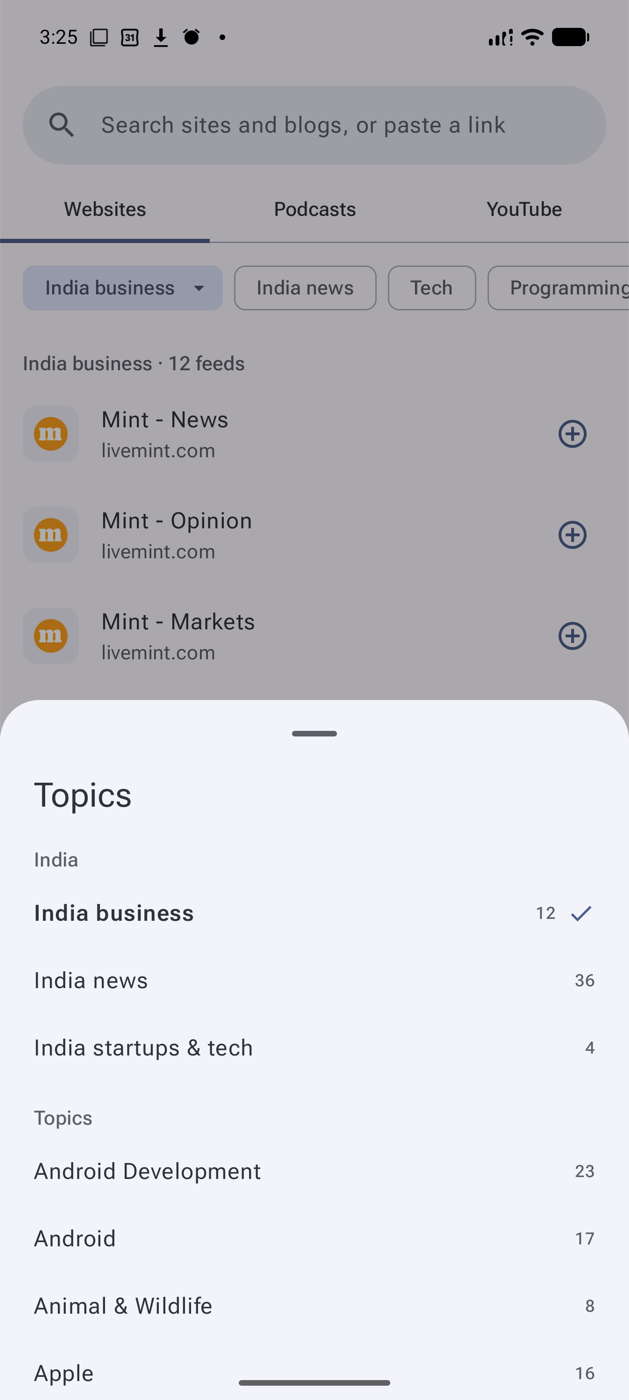 3:25
31
Search sites and blogs, or paste a link
Websites Podcasts YouTube
India business India news Tech Programming
India business · 12 feeds
m
Mint - News
livemint.com
m
Mint - Opinion
livemint.com
m
Mint - Markets
livemint.com
Topics
India
India business 12
India news 36
India startups & tech 4
Topics
Android Development 23
Android 17
Animal & Wildlife 8
Apple 16